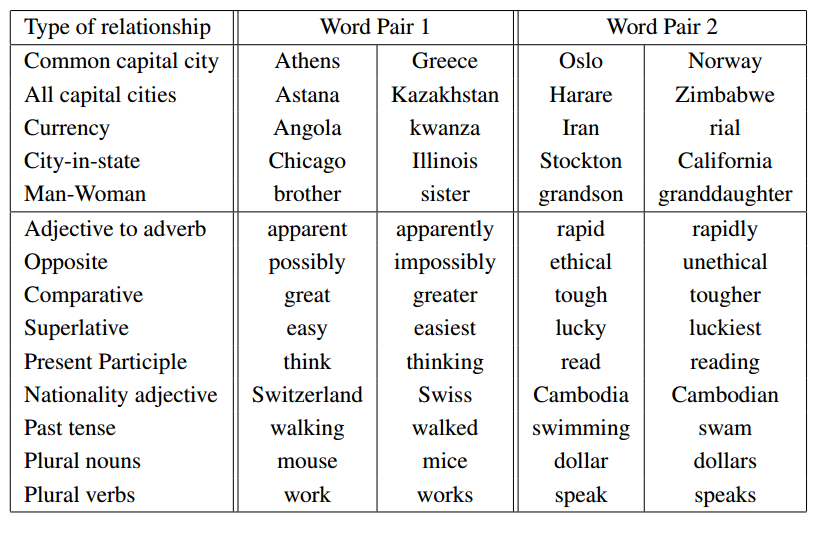 Type of relationship Word Pair 1 Word Pair 2
Common capital city Athens Greece Oslo Norway
All capital cities Astana Kazakhstan Harare Zimbabwe
Currency Angola kwanza Iran rial
City-in-state Chicago Illinois Stockton California
Man-Woman brother sister grandson granddaughter
Adjective to adverb apparent apparently rapid rapidly
Opposite possibly impossibly ethical unethical
Comparative great greater tough tougher
Superlative easy easiest lucky luckiest
Present Participle think thinking read reading
Nationality adjective Switzerland Swiss Cambodia Cambodian
Past tense walking walked swimming swam
Plural nouns mouse mice dollar dollars
Plural verbs work works speak speaks